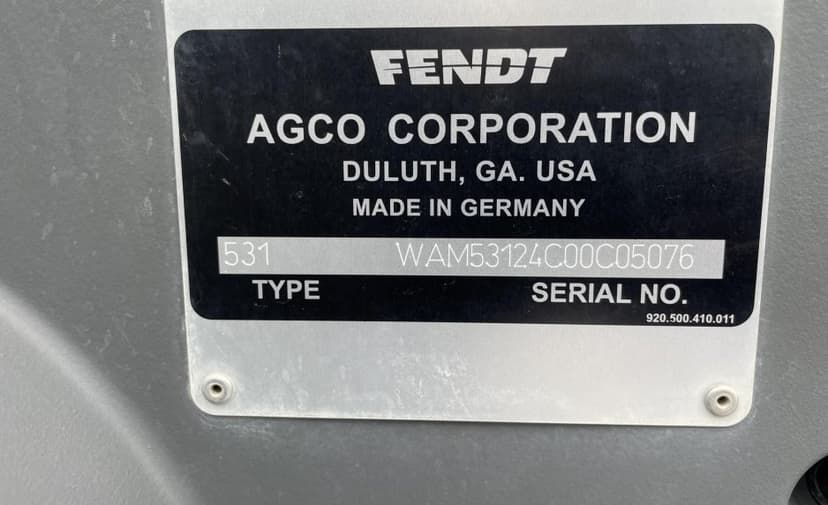 FENDT
AGCO CORPORATION
DULUTH, GA. USA
MADE IN GERMANY
531 WAM53124C00C05076
TYPE SERIAL NO.
920.500.410.011